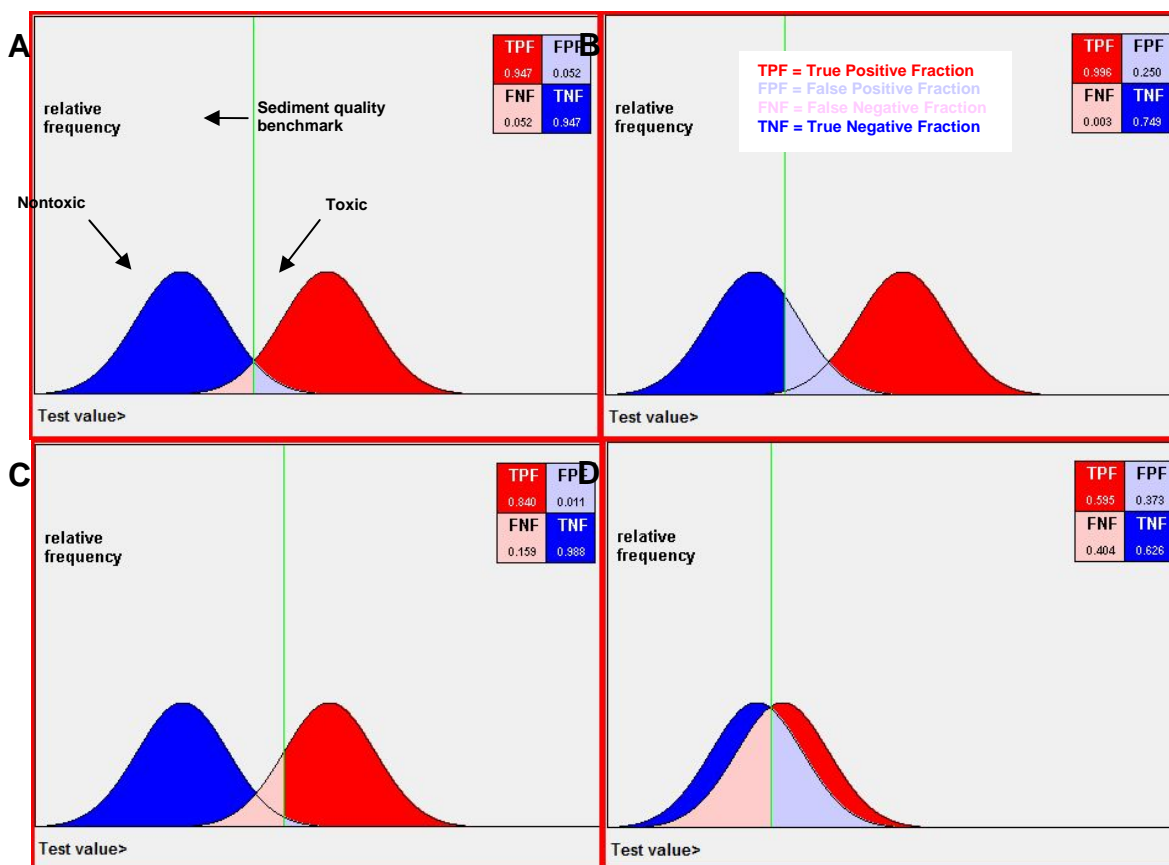 A
TPF FPF
0.947 0.052
FNF TNF
0.052 0.947
relative
frequency
Sediment quality
benchmark
Nontoxic
Toxic
Test value>
B
TPF = True Positive Fraction
FPF = False Positive Fraction
FNF = False Negative Fraction
TNF = True Negative Fraction
TPF FPF
0.996 0.250
FNF TNF
0.003 0.749
relative
frequency
Test value>
C
TPF FPF
0.840 0.011
FNF TNF
0.159 0.988
relative
frequency
Test value>
D
TPF FPF
0.595 0.373
FNF TNF
0.404 0.626
relative
frequency
Test value>